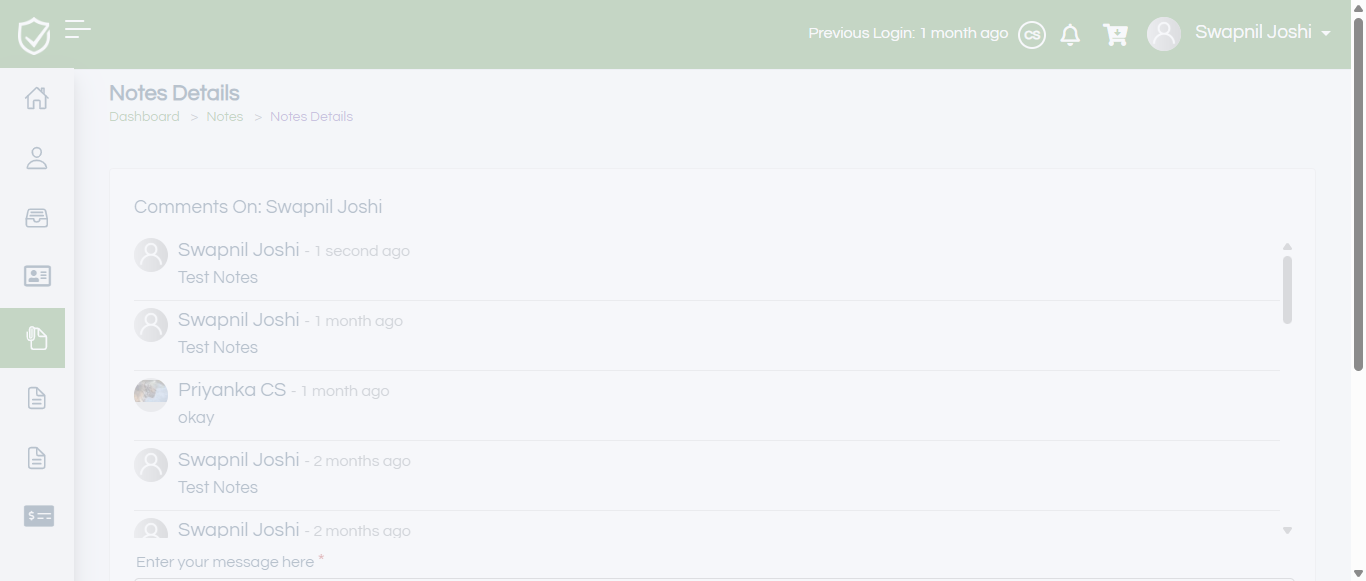 Previous Login: 1 month ago CS Swapnil Joshi
Notes Details
Dashboard > Notes > Notes Details
Comments On: Swapnil Joshi
Swapnil Joshi - 1 second ago
Test Notes
Swapnil Joshi - 1 month ago
Test Notes
Priyanka CS - 1 month ago
okay
Swapnil Joshi - 2 months ago
Test Notes
Swapnil Joshi - 2 months ago
Enter your message here *